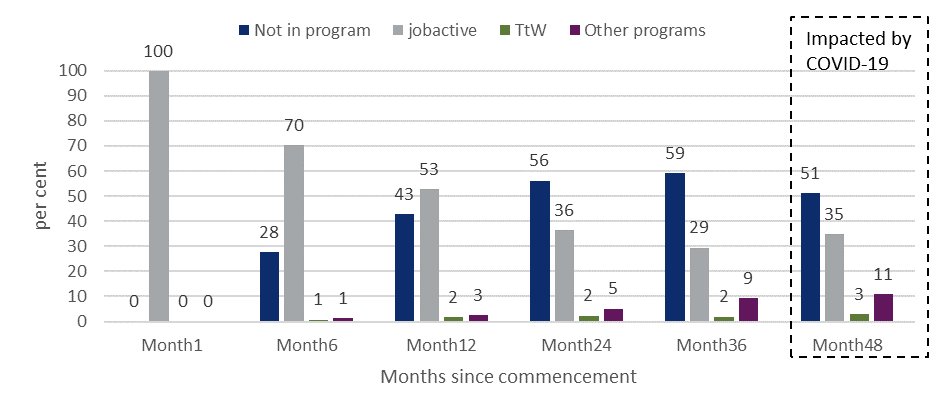 Not in program jobactive TtW Other programs
Impacted by
COVID-19
per cent
100
90
80
70
60
50
40
30
20
10
0
0 100 0 0
28 70 1 1
43 53 2 3
56 36 2 5
59 29 2 9
51 35 3 11
Month1 Month6 Month12 Month24 Month36 Month48
Months since commencement